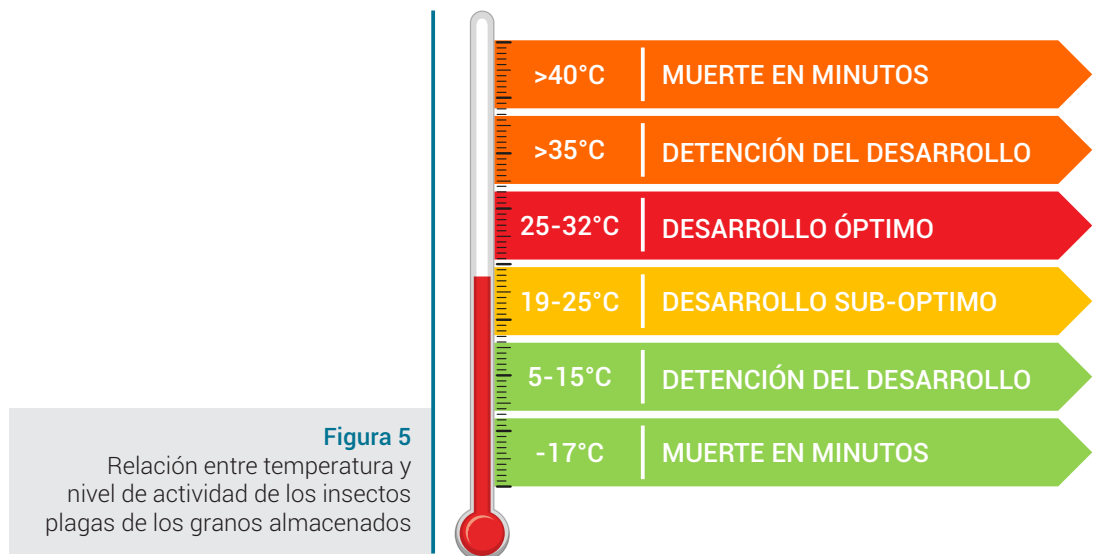 >40°C MUERTE EN MINUTOS
>35°C DETENCIÓN DEL DESARROLLO
25-32°C DESARROLLO ÓPTIMO
19-25°C DESARROLLO SUB-OPTIMO
5-15°C DETENCIÓN DEL DESARROLLO
-17°C MUERTE EN MINUTOS
Figura 5
Relación entre temperatura y
nivel de actividad de los insectos
plagas de los granos almacenados